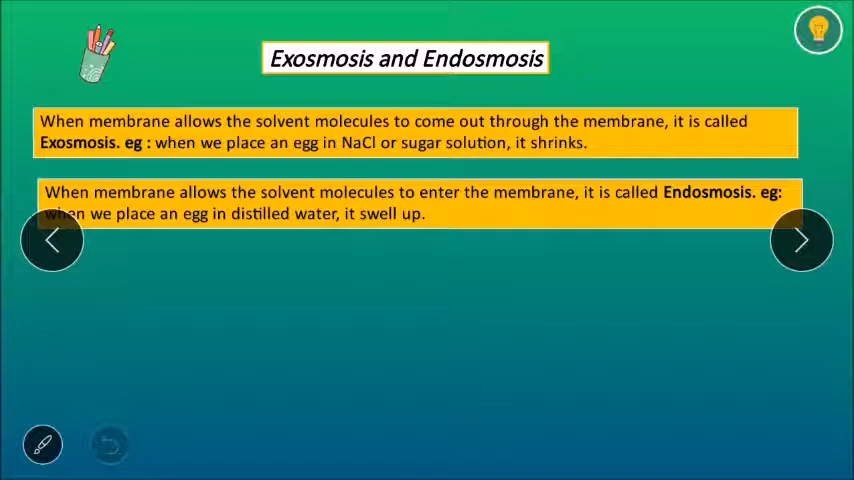 Exosmosis and Endosmosis
When membrane allows the solvent molecules to come out through the membrane, it is called
Exosmosis. eg : when we place an egg in NaCl or sugar solution, it shrinks.
When membrane allows the solvent molecules to enter the membrane, it is called Endosmosis. eg:
when we place an egg in distilled water, it swell up.